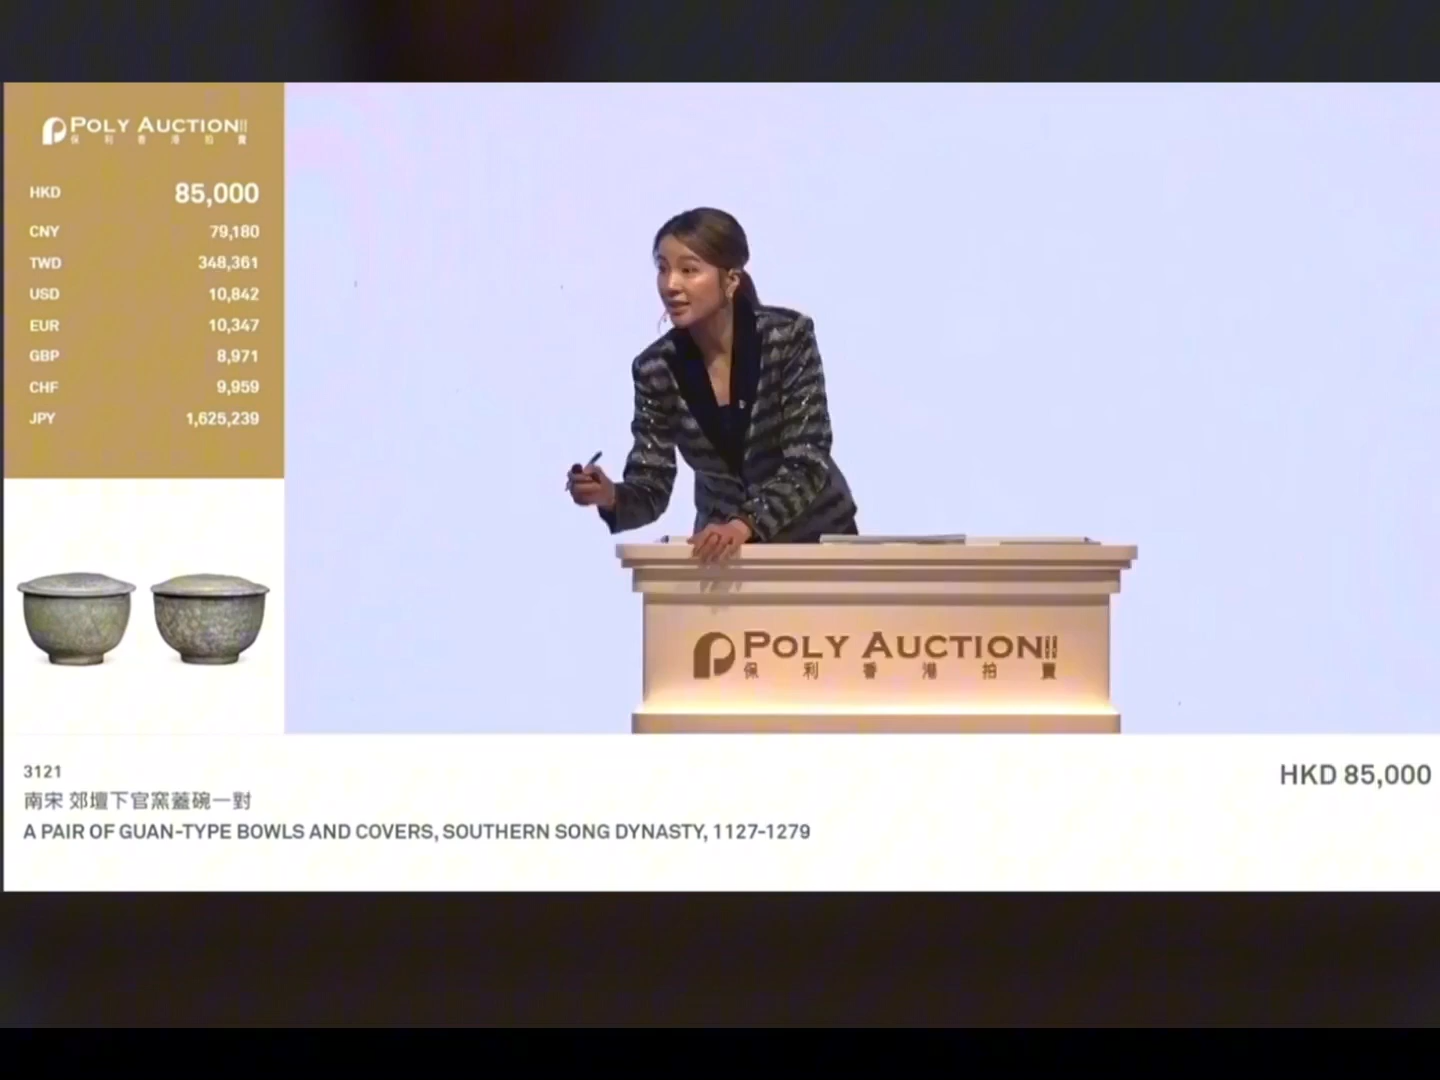 POLY AUCTION
保利香港拍賣
HKD 85,000
CNY 79,180
TWD 348,361
USD 10,842
EUR 10,347
GBP 8,971
CHF 9,959
JPY 1,625,239
POLY AUCTION
保利香港拍賣
3121
HKD 85,000
南宋 郊壇下官窯蓋碗一對
A PAIR OF GUAN-TYPE BOWLS AND COVERS, SOUTHERN SONG DYNASTY, 1127-1279